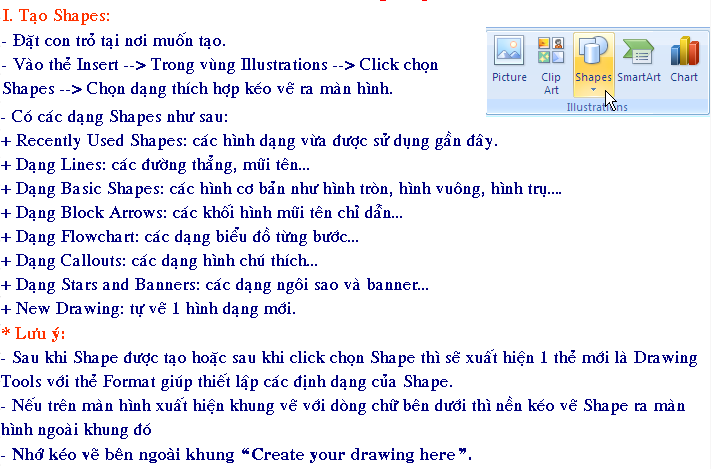 I. Tạo Shapes:
- Đặt con trỏ tại nơi muốn tạo.
- Vào thẻ Insert --> Trong vùng Illustrations --> Click chọn
Shapes --> Chọn dạng thích hợp kéo vẽ ra màn hình.
Picture Clip Art Shapes SmartArt Chart
Illustrations
- Có các dạng Shapes như sau:
+ Recently Used Shapes: các hình dạng vừa được sử dụng gần đây.
+ Dạng Lines: các đường thẳng, mũi tên...
+ Dạng Basic Shapes: các hình cơ bản như hình tròn, hình vuông, hình trụ....
+ Dạng Block Arrows: các khối hình mũi tên chỉ dẫn...
+ Dạng Flowchart: các dạng biểu đồ từng bước...
+ Dạng Callouts: các dạng hình chú thích...
+ Dạng Stars and Banners: các dạng ngôi sao và banner...
+ New Drawing: tự vẽ 1 hình dạng mới.
* Lưu ý:
- Sau khi Shape được tạo hoặc sau khi click chọn Shape thì sẽ xuất hiện 1 thẻ mới là Drawing
Tools với thẻ Format giúp thiết lập các định dạng của Shape.
- Nếu trên màn hình xuất hiện khung vẽ với dòng chữ bên dưới thì nền kéo vẽ Shape ra màn
hình ngoài khung đó
- Nhớ kéo vẽ bên ngoài khung “Create your drawing here”.